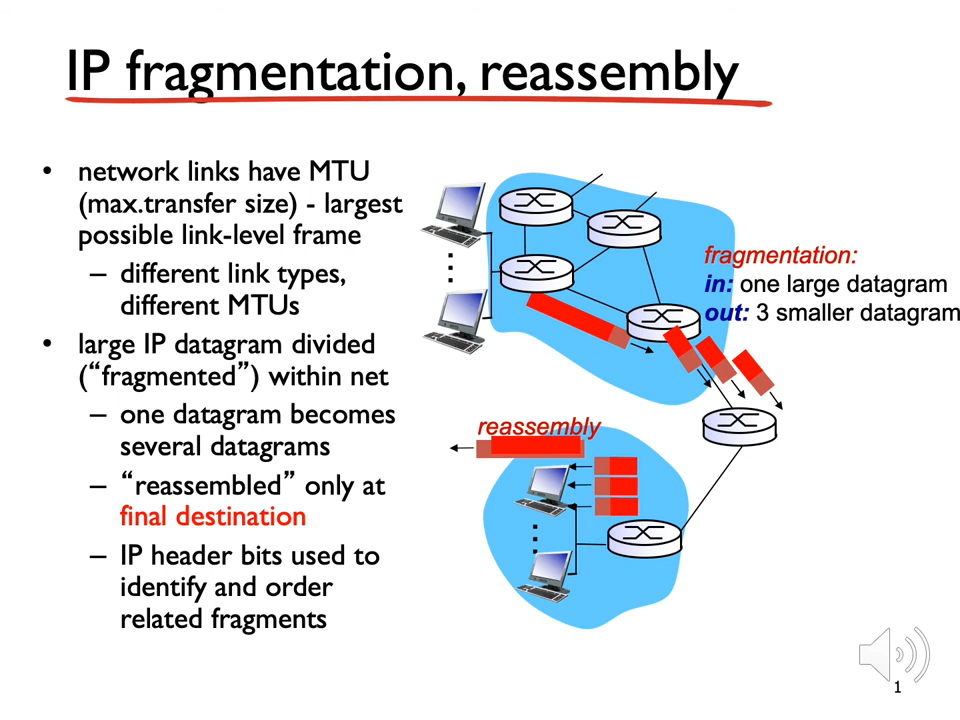 IP fragmentation, reassembly
• network links have MTU
(max.transfer size) - largest
possible link-level frame
– different link types,
different MTUs
• large IP datagram divided
(“fragmented”) within net
– one datagram becomes
several datagrams
– “reassembled” only at
final destination
– IP header bits used to
identify and order
related fragments
fragmentation:
in: one large datagram
out: 3 smaller datagram
reassembly
1